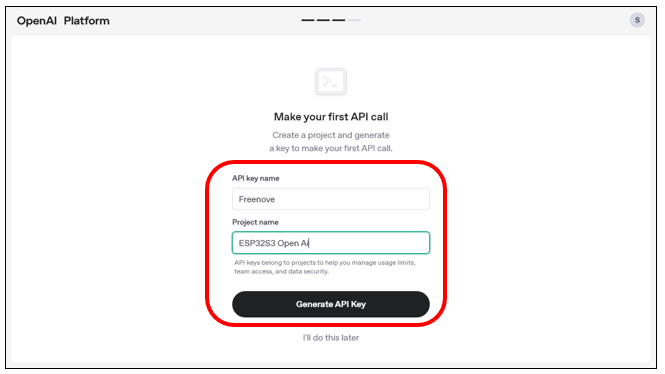 OpenAI Platform
S
Make your first API call
Create a project and generate
a key to make your first API call.
API key name
Freenove
Project name
ESP32S3 Open Ai
API keys belong to projects to help you manage usage limits,
team access, and data security.
Generate API Key
I'll do this later